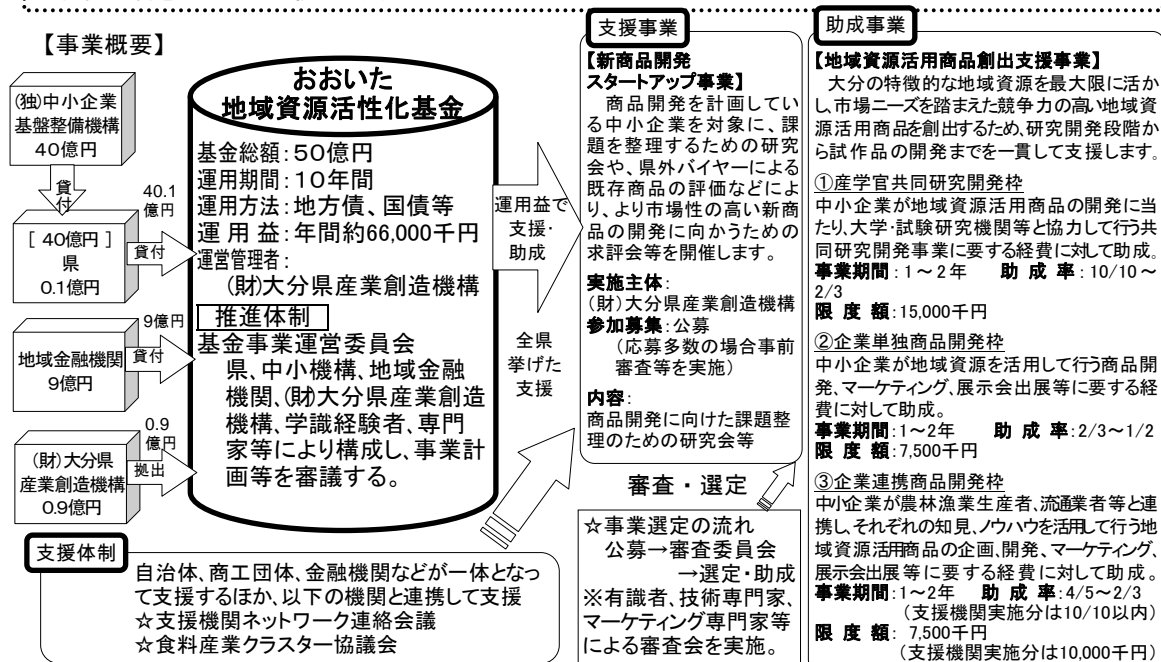 【事業概要】
(独)中小企業
基盤整備機構
40億円
貸
付
[ 40億円 ]
県
0.1億円
40.1
億円
貸付
地域金融機関
9億円
9億円
貸付
(財)大分県
産業創造機構
0.9億円
0.9
億円
拠出
おおいた
地域資源活性化基金
基金総額:50億円
運用期間:10年間
運用方法:地方債、国債等
運 用 益:年間約66,000千円
運営管理者:
(財)大分県産業創造機構
推進体制
基金事業運営委員会
県、中小機構、地域金融
機関、(財)大分県産業創造
機構、学識経験者、専門
家等により構成し、事業計
画等を審議する。
運用益で
支援・
助成
全県
挙げた
支援
支援体制
自治体、商工団体、金融機関などが一体となっ
て支援するほか、以下の機関と連携して支援
☆支援機関ネットワーク連絡会議
☆食料産業クラスター協議会
支援事業
【新商品開発
スタートアップ事業】
商品開発を計画してい
る中小企業を対象に、課
題を整理するための研究
会や、県外バイヤーによる
既存商品の評価などによ
り、より市場性の高い新商
品の開発に向かうための
求評会等を開催します。
実施主体:
(財)大分県産業創造機構
参加募集:公募
(応募多数の場合事前
審査等を実施)
内容:
商品開発に向けた課題整
理のための研究会等
審査・選定
☆事業選定の流れ
公募→審査委員会
→選定・助成
※有識者、技術専門家、
マーケティング専門家等
による審査会を実施。
助成事業
【地域資源活用商品創出支援事業】
大分の特徴的な地域資源を最大限に活か
し、市場ニーズを踏まえた競争力の高い地域資
源活用商品を創出するため、研究開発段階か
ら試作品の開発までを一貫して支援します。
①産学官共同研究開発枠
中小企業が地域資源活用商品の開発に当
たり、大学・試験研究機関等と協力して行う共
同研究開発事業に要する経費に対して助成。
事業期間:1~2年 助 成 率:10/10~
2/3
限 度 額:15,000千円
②企業単独商品開発枠
中小企業が地域資源を活用して行う商品開
発、マーケティング、展示会出展等に要する経
費に対して助成。
事業期間:1~2年 助 成 率:2/3~1/2
限 度 額:7,500千円
③企業連携商品開発枠
中小企業が農林漁業生産者、流通業者等と連
携し、それぞれの知見、ノウハウを活用して行う地
域資源活用商品の企画、開発、マーケティング、
展示会出展等に要する経費に対して助成。
事業期間:1~2年 助 成 率:4/5~2/3
(支援機関実施分は10/10以内)
限 度 額: 7,500千円
(支援機関実施分は10,000千円)